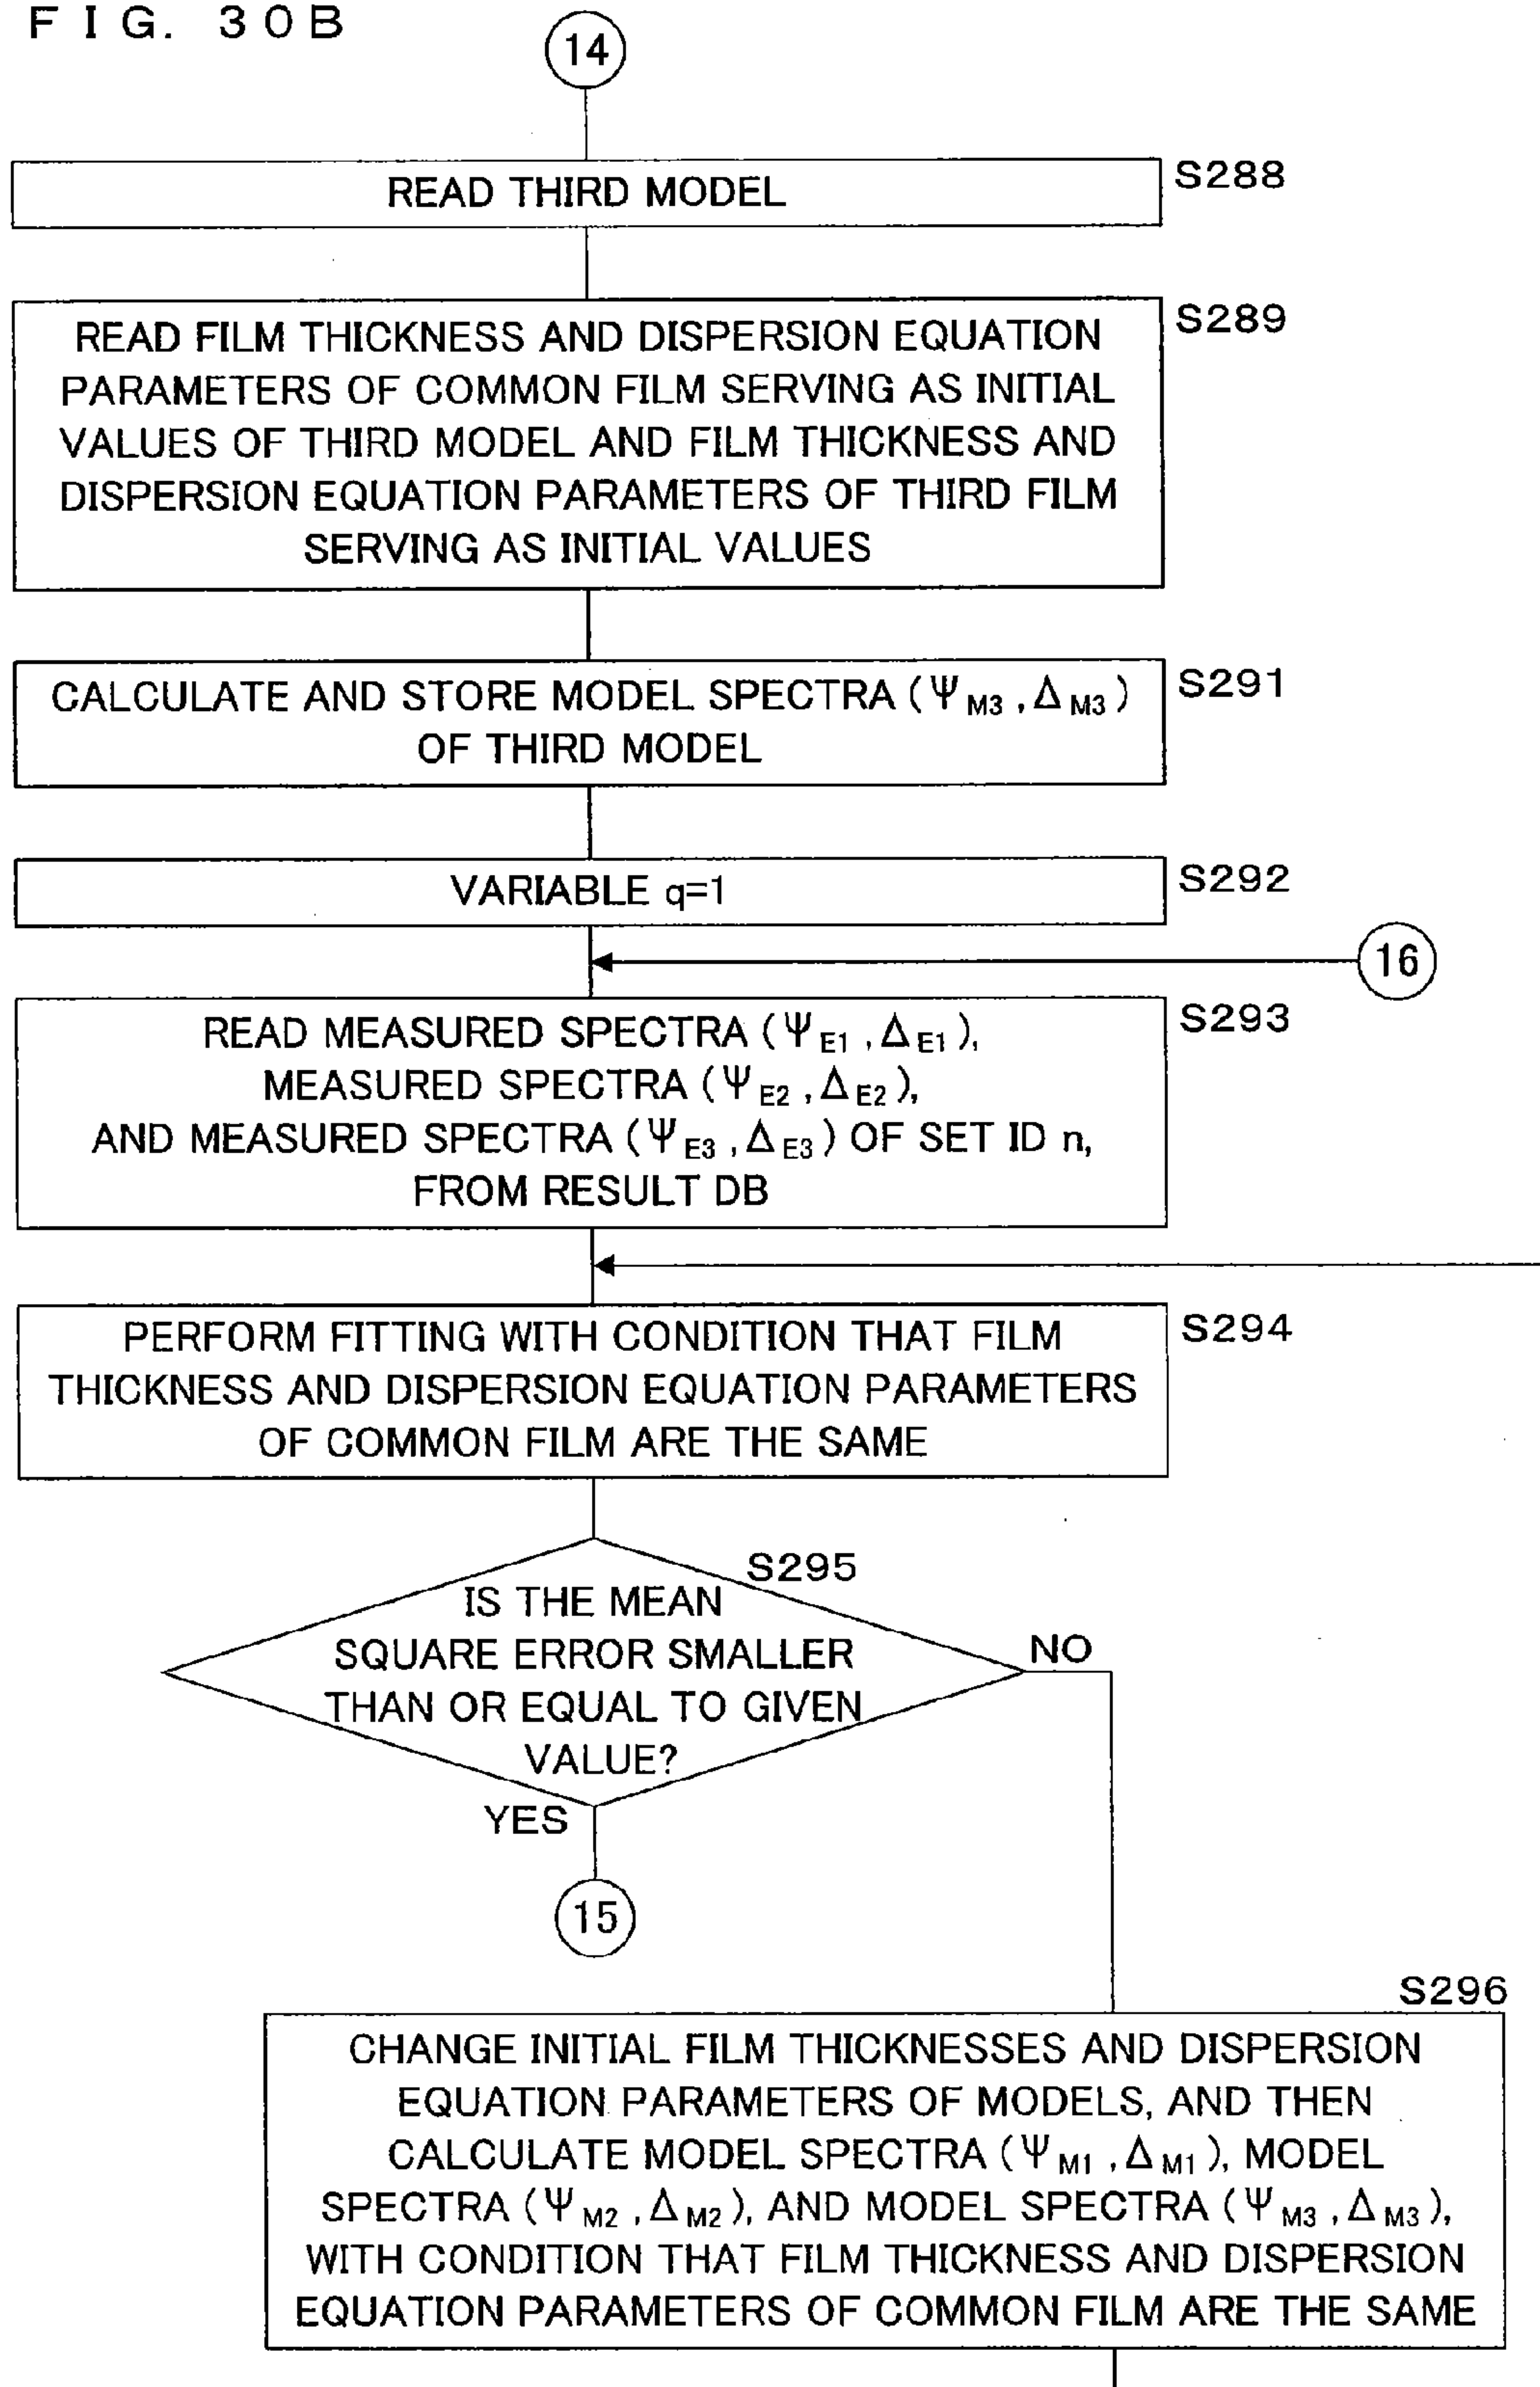 FIG. 30B
14
READ THIRD MODEL
S288
READ FILM THICKNESS AND DISPERSION EQUATION
PARAMETERS OF COMMON FILM SERVING AS INITIAL
VALUES OF THIRD MODEL AND FILM THICKNESS AND
DISPERSION EQUATION PARAMETERS OF THIRD FILM
SERVING AS INITIAL VALUES
S289
CALCULATE AND STORE MODEL SPECTRA (Ψ M3 , Δ M3 )
OF THIRD MODEL
S291
VARIABLE q=1
S292
16
READ MEASURED SPECTRA (Ψ E1 , Δ E1 ),
MEASURED SPECTRA (Ψ E2 , Δ E2 ),
AND MEASURED SPECTRA (Ψ E3 , Δ E3 ) OF SET ID n,
FROM RESULT DB
S293
PERFORM FITTING WITH CONDITION THAT FILM
THICKNESS AND DISPERSION EQUATION PARAMETERS
OF COMMON FILM ARE THE SAME
S294
S295
IS THE MEAN
SQUARE ERROR SMALLER
THAN OR EQUAL TO GIVEN
VALUE?
NO
YES
15
S296
CHANGE INITIAL FILM THICKNESSES AND DISPERSION
EQUATION PARAMETERS OF MODELS, AND THEN
CALCULATE MODEL SPECTRA (Ψ M1 , Δ M1 ), MODEL
SPECTRA (Ψ M2 , Δ M2 ), AND MODEL SPECTRA (Ψ M3 , Δ M3 ),
WITH CONDITION THAT FILM THICKNESS AND DISPERSION
EQUATION PARAMETERS OF COMMON FILM ARE THE SAME